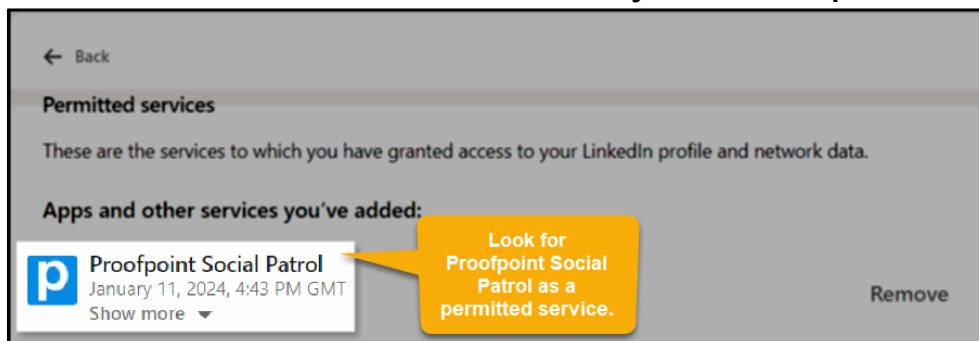 ← Back
Permitted services
These are the services to which you have granted access to your LinkedIn profile and network data.
Apps and other services you've added:
Proofpoint Social Patrol
January 11, 2024, 4:43 PM GMT
Show more
Look for
Proofpoint Social
Patrol as a
permitted service.
Remove